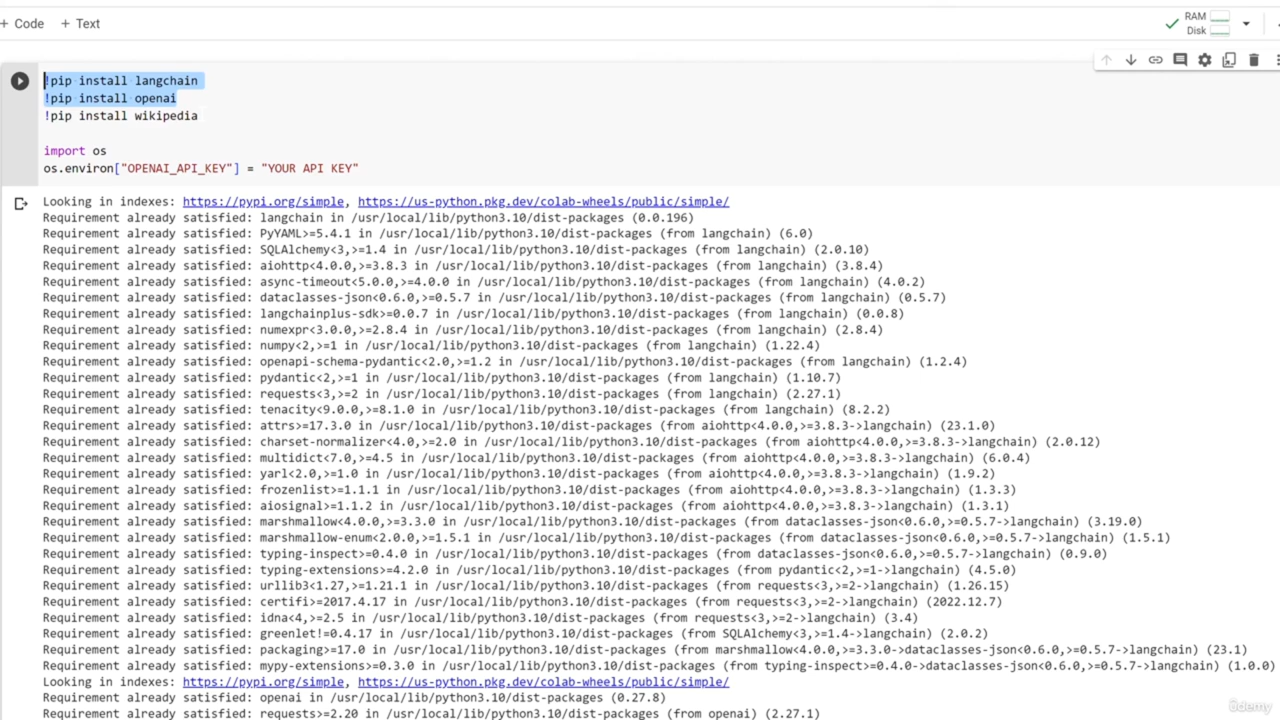 + Code + Text
RAM
Disk
!pip install langchain
!pip install openai
!pip install wikipedia
import os
os.environ["OPENAI_API_KEY"] = "YOUR API KEY"
Looking in indexes: https://pypi.org/simple, https://us-python.pkg.dev/colab-wheels/public/simple/
Requirement already satisfied: langchain in /usr/local/lib/python3.10/dist-packages (0.0.196)
Requirement already satisfied: PyYAML>=5.4.1 in /usr/local/lib/python3.10/dist-packages (from langchain) (6.0)
Requirement already satisfied: SQLAlchemy<3,>=1.4 in /usr/local/lib/python3.10/dist-packages (from langchain) (2.0.10)
Requirement already satisfied: aiohttp<4.0.0,>=3.8.3 in /usr/local/lib/python3.10/dist-packages (from langchain) (3.8.4)
Requirement already satisfied: async-timeout<5.0.0,>=4.0.0 in /usr/local/lib/python3.10/dist-packages (from langchain) (4.0.2)
Requirement already satisfied: dataclasses-json<0.6.0,>=0.5.7 in /usr/local/lib/python3.10/dist-packages (from langchain) (0.5.7)
Requirement already satisfied: langchainplus-sdk>=0.0.7 in /usr/local/lib/python3.10/dist-packages (from langchain) (0.0.8)
Requirement already satisfied: numexpr<3.0.0,>=2.8.4 in /usr/local/lib/python3.10/dist-packages (from langchain) (2.8.4)
Requirement already satisfied: numpy<2,>=1 in /usr/local/lib/python3.10/dist-packages (from langchain) (1.22.4)
Requirement already satisfied: openapi-schema-pydantic<2.0,>=1.2 in /usr/local/lib/python3.10/dist-packages (from langchain) (1.2.4)
Requirement already satisfied: pydantic<2,>=1 in /usr/local/lib/python3.10/dist-packages (from langchain) (1.10.7)
Requirement already satisfied: requests<3,>=2 in /usr/local/lib/python3.10/dist-packages (from langchain) (2.27.1)
Requirement already satisfied: tenacity<9.0.0,>=8.1.0 in /usr/local/lib/python3.10/dist-packages (from langchain) (8.2.2)
Requirement already satisfied: attrs>=17.3.0 in /usr/local/lib/python3.10/dist-packages (from aiohttp<4.0.0,>=3.8.3->langchain) (23.1.0)
Requirement already satisfied: charset-normalizer<4.0,>=2.0 in /usr/local/lib/python3.10/dist-packages (from aiohttp<4.0.0,>=3.8.3->langchain) (2.0.12)
Requirement already satisfied: multidict<7.0,>=4.5 in /usr/local/lib/python3.10/dist-packages (from aiohttp<4.0.0,>=3.8.3->langchain) (6.0.4)
Requirement already satisfied: yarl<2.0,>=1.0 in /usr/local/lib/python3.10/dist-packages (from aiohttp<4.0.0,>=3.8.3->langchain) (1.9.2)
Requirement already satisfied: frozenlist>=1.1.1 in /usr/local/lib/python3.10/dist-packages (from aiohttp<4.0.0,>=3.8.3->langchain) (1.3.3)
Requirement already satisfied: aiosignal>=1.1.2 in /usr/local/lib/python3.10/dist-packages (from aiohttp<4.0.0,>=3.8.3->langchain) (1.3.1)
Requirement already satisfied: marshmallow<4.0.0,>=3.3.0 in /usr/local/lib/python3.10/dist-packages (from dataclasses-json<0.6.0,>=0.5.7->langchain) (3.19.0)
Requirement already satisfied: marshmallow-enum<2.0.0,>=1.5.1 in /usr/local/lib/python3.10/dist-packages (from dataclasses-json<0.6.0,>=0.5.7->langchain) (1.5.1)
Requirement already satisfied: typing-inspect>=0.4.0 in /usr/local/lib/python3.10/dist-packages (from dataclasses-json<0.6.0,>=0.5.7->langchain) (0.9.0)
Requirement already satisfied: typing-extensions>=4.2.0 in /usr/local/lib/python3.10/dist-packages (from pydantic<2,>=1->langchain) (4.5.0)
Requirement already satisfied: urllib3<1.27,>=1.21.1 in /usr/local/lib/python3.10/dist-packages (from requests<3,>=2->langchain) (1.26.15)
Requirement already satisfied: certifi>=2017.4.17 in /usr/local/lib/python3.10/dist-packages (from requests<3,>=2->langchain) (2022.12.7)
Requirement already satisfied: idna<4,>=2.5 in /usr/local/lib/python3.10/dist-packages (from requests<3,>=2->langchain) (3.4)
Requirement already satisfied: greenlet!=0.4.17 in /usr/local/lib/python3.10/dist-packages (from SQLAlchemy<3,>=1.4->langchain) (2.0.2)
Requirement already satisfied: packaging>=17.0 in /usr/local/lib/python3.10/dist-packages (from marshmallow<4.0.0,>=3.3.0->dataclasses-json<0.6.0,>=0.5.7->langchain) (23.1)
Requirement already satisfied: mypy-extensions>=0.3.0 in /usr/local/lib/python3.10/dist-packages (from typing-inspect>=0.4.0->dataclasses-json<0.6.0,>=0.5.7->langchain) (1.0.0)
Looking in indexes: https://pypi.org/simple, https://us-python.pkg.dev/colab-wheels/public/simple/
Requirement already satisfied: openai in /usr/local/lib/python3.10/dist-packages (0.27.8)
Requirement already satisfied: requests>=2.20 in /usr/local/lib/python3.10/dist-packages (from openai) (2.27.1)
ûdemy